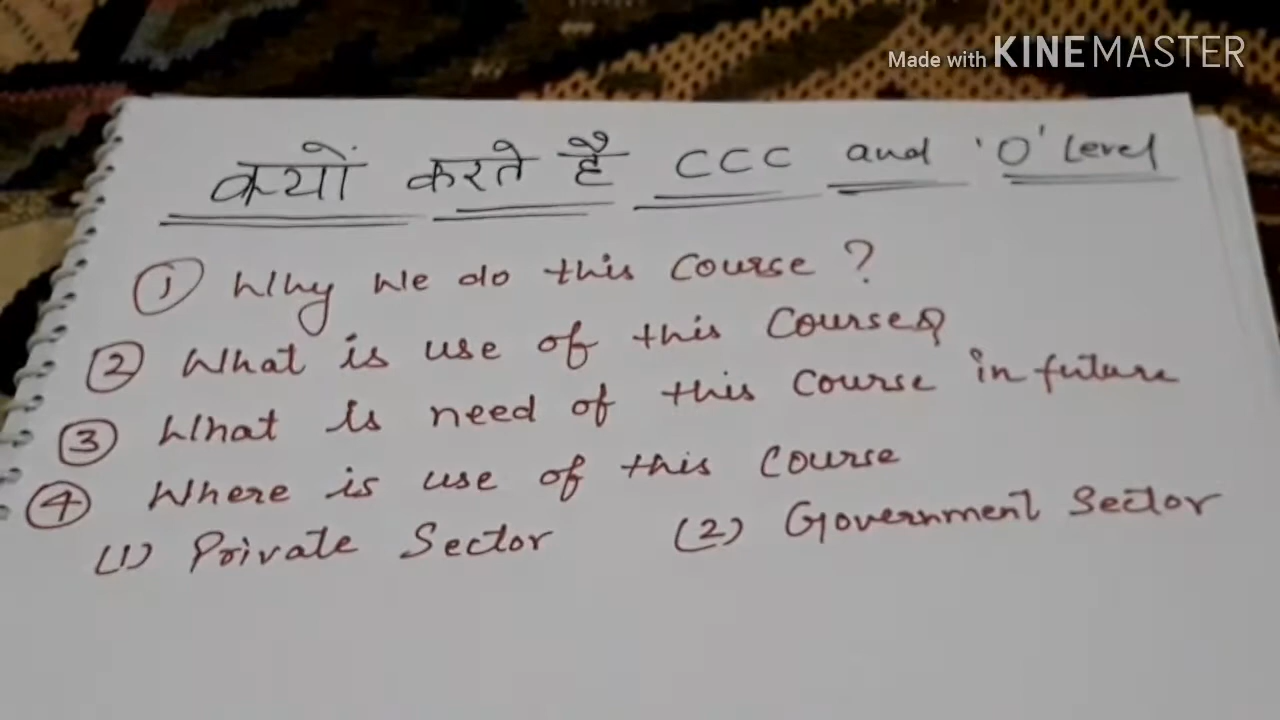 Made with KINEMASTER
क्यों करते है CCC and 'O' Level
① Why We do this Course ?
② What is use of this Course
③ What is need of this Course in future
④ Where is use of this Course
(1) Private Sector (2) Government Sector